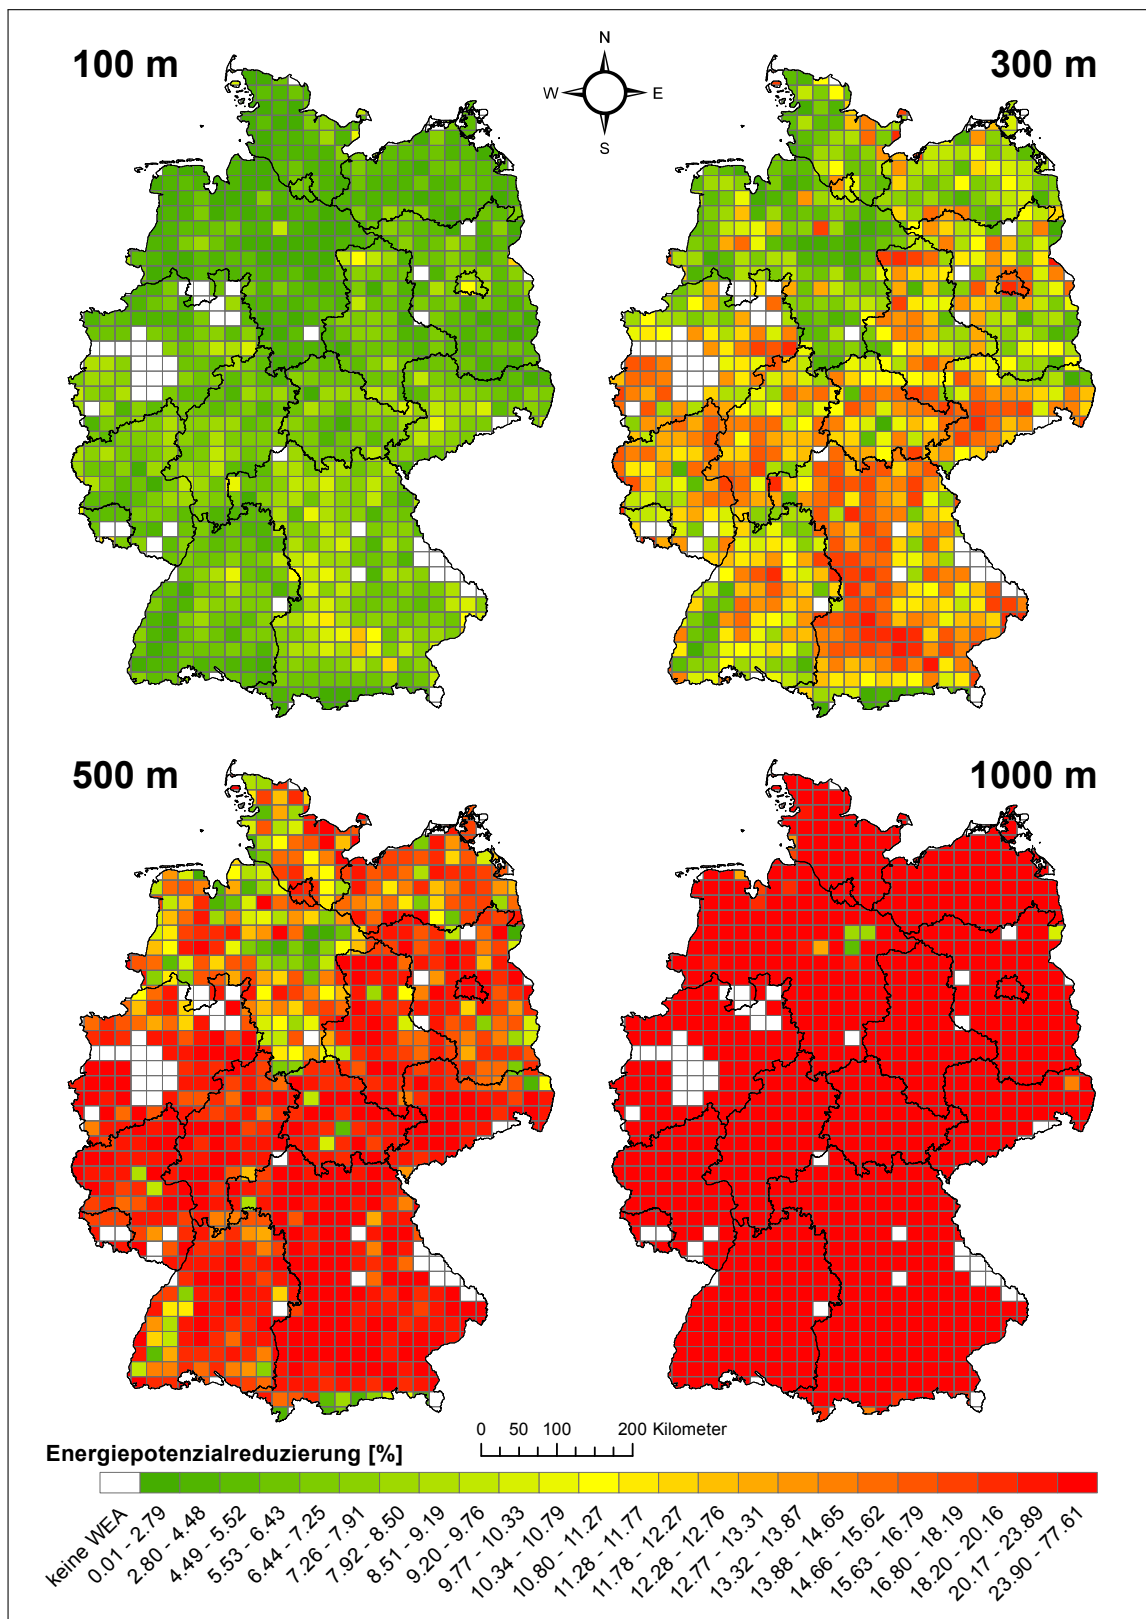 100 m
N
W E
S
300 m
500 m
1000 m
0 50 100 200 Kilometer
Energiepotenzialreduzierung [%]
keine WEA
0.01 - 2.79
2.80 - 4.48
4.49 - 5.52
5.53 - 6.43
6.44 - 7.25
7.26 - 7.91
7.92 - 8.50
8.51 - 9.19
9.20 - 9.76
9.77 - 10.33
10.34 - 10.79
10.80 - 11.27
11.28 - 11.77
11.78 - 12.27
12.28 - 12.76
12.77 - 13.31
13.32 - 13.87
13.88 - 14.65
14.66 - 15.62
15.63 - 16.79
16.80 - 18.19
18.20 - 20.16
20.17 - 23.89
23.90 - 77.61